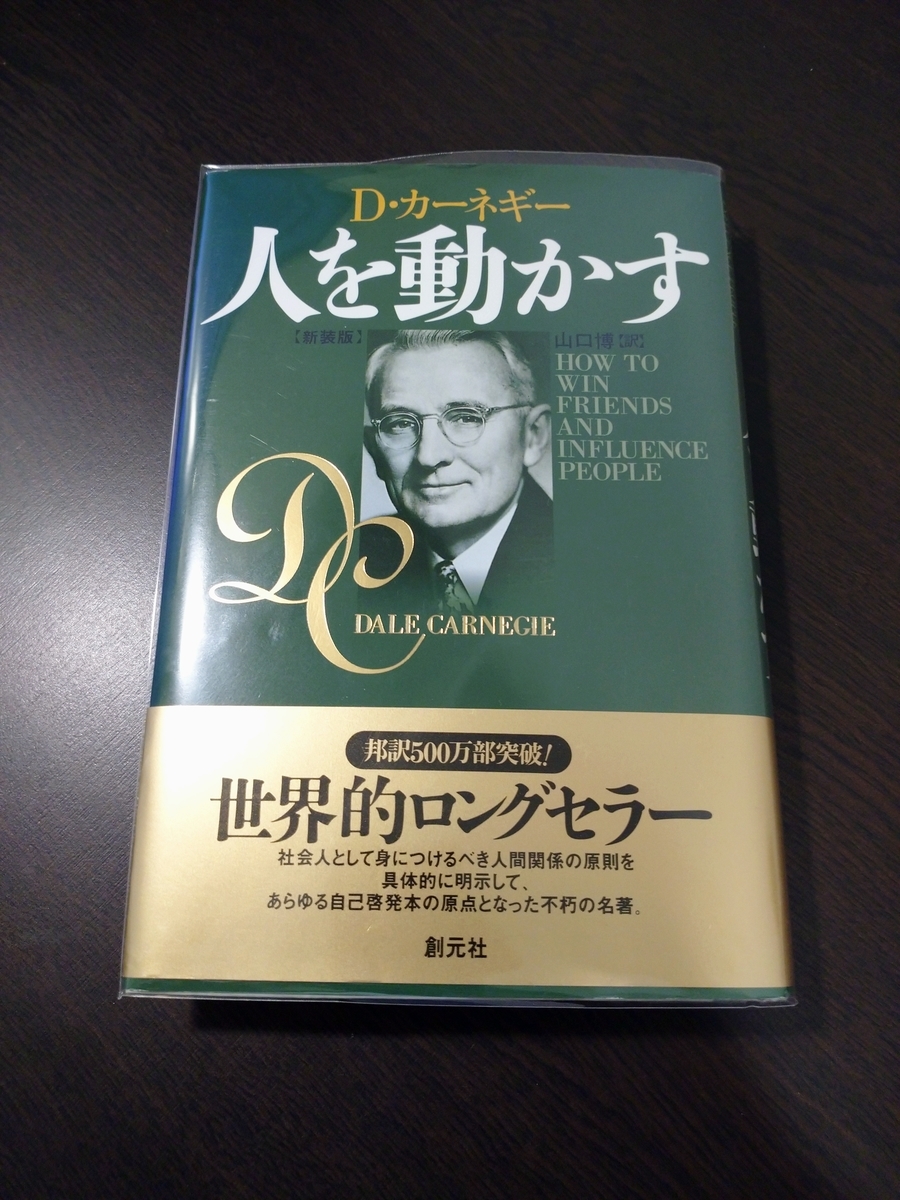 D・カーネギー
人を動かす
【新装版】
山口博【訳】
HOW TO
WIN
FRIENDS
AND
INFLUENCE
PEOPLE
DC
DALE CARNEGIE
邦訳500万部突破!
世界的ロングセラー
社会人として身につけるべき人間関係の原則を
具体的に明示して、
あらゆる自己啓発本の原点となった不朽の名著。
創元社